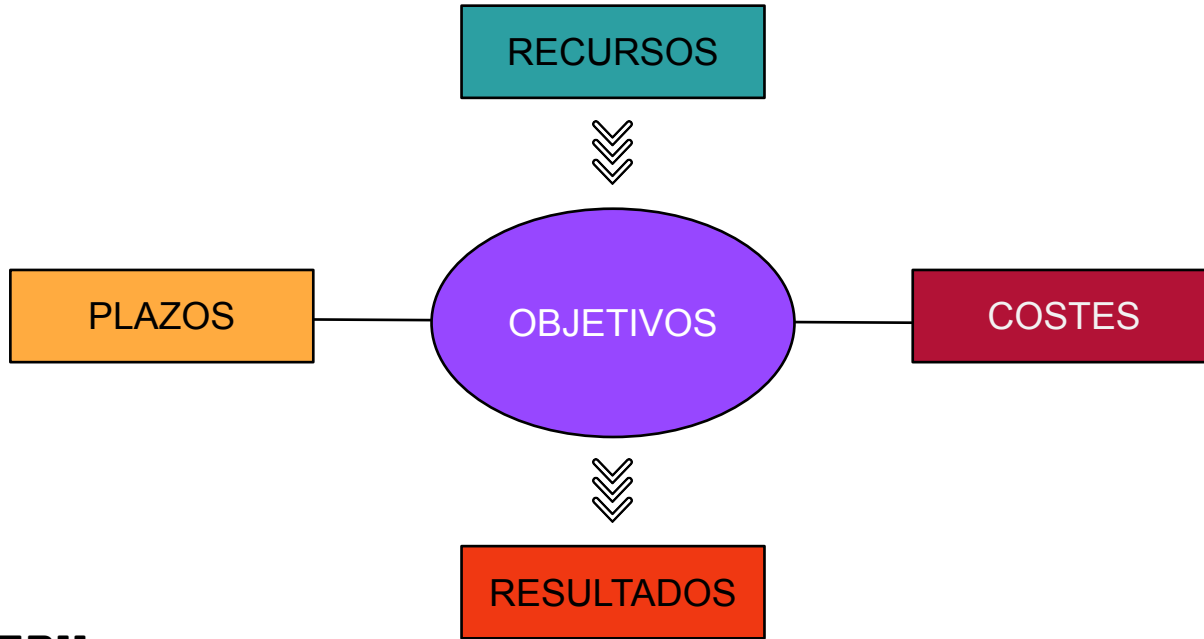 RECURSOS
PLAZOS
OBJETIVOS
COSTES
RESULTADOS